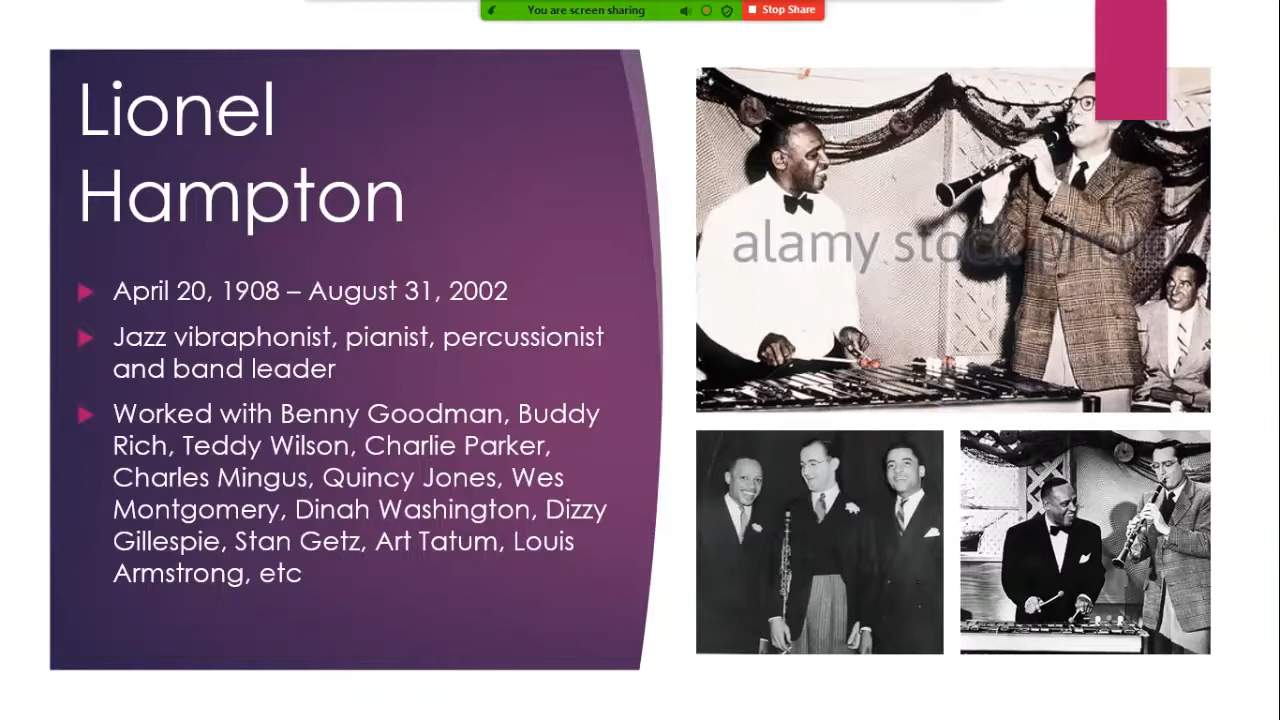 You are screen sharing
Stop Share
Lionel
Hampton
April 20, 1908 – August 31, 2002
Jazz vibraphonist, pianist, percussionist
and band leader
Worked with Benny Goodman, Buddy
Rich, Teddy Wilson, Charlie Parker,
Charles Mingus, Quincy Jones, Wes
Montgomery, Dinah Washington, Dizzy
Gillespie, Stan Getz, Art Tatum, Louis
Armstrong, etc
alamy stock photo